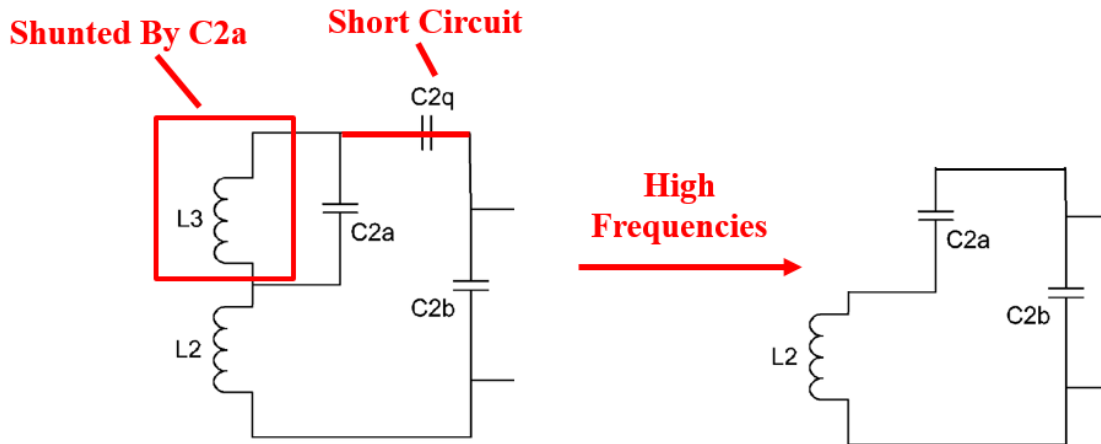 Shunted By C2a
Short Circuit
C2q
L3
C2a
L2
C2b
High
Frequencies
C2a
L2
C2b